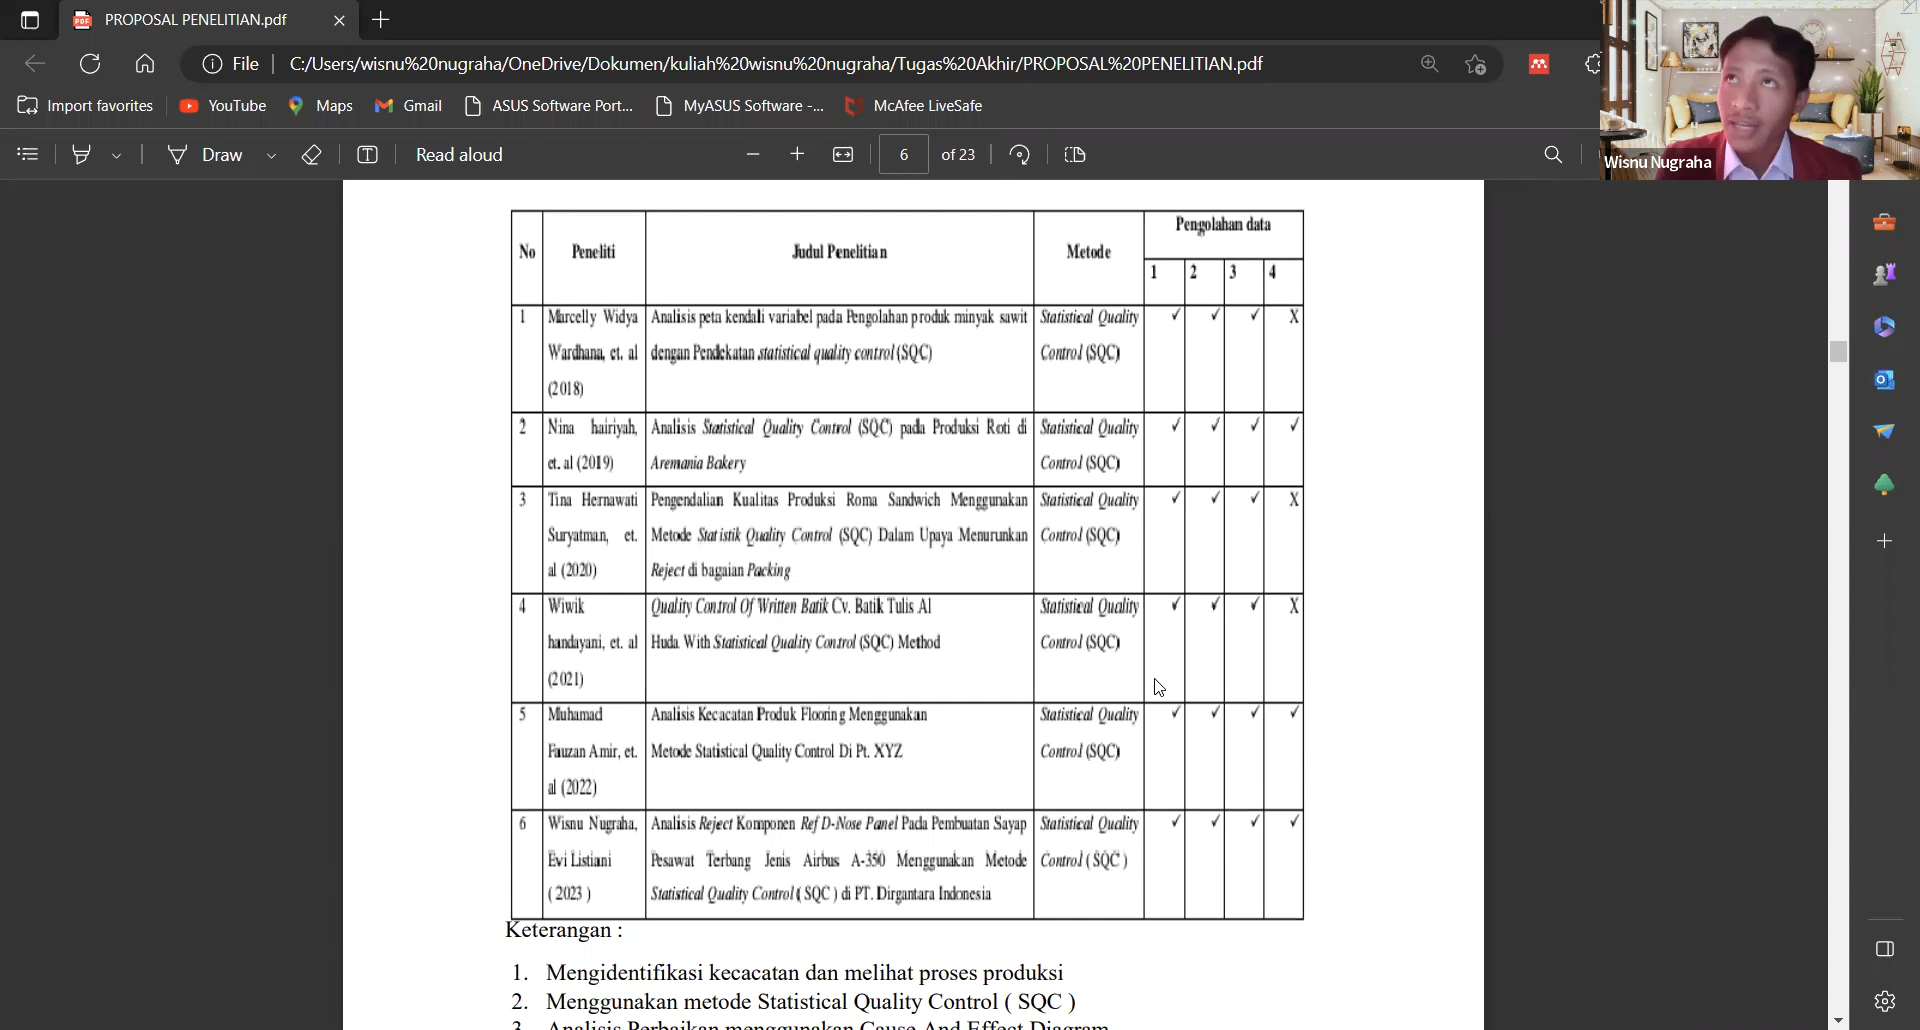 PROPOSAL PENELITIAN.pdf
File
C:/Users/wisnu%20nugraha/OneDrive/Dokumen/kuliah%20wisnu%20nugraha/Tugas%20Akhir/PROPOSAL%20PENELITIAN.pdf
Import favorites YouTube Maps Gmail ASUS Software Port... MyASUS Software -... McAfee LiveSafe
Draw Read aloud 6 of 23
Wisnu Nugraha
No Peneliti Judul Penelitian Metode Pengolahan data
1 2 3 4
1 Marcelly Widya Analisis peta kendali variabel pada Pengolahan produk minyak sawit Statistical Quality ✓ ✓ ✓ X
Wardhana, et. al dengan Pendekatan statistical quality control (SQC) Control (SQC)
(2018)
2 Nina hairiyah, Analisis Statistical Quality Control (SQC) pada Produksi Roti di Statistical Quality ✓ ✓ ✓ ✓
et. al (2019) Aremania Bakery Control (SQC)
3 Tina Hernawati Pengendalian Kualitas Produksi Roma Sandwich Menggunakan Statistical Quality ✓ ✓ ✓ X
Suryatman, et. Metode Statistik Quality Control (SQC) Dalam Upaya Menurunkan Control (SQC)
al (2020) Reject di bagaian Packing
4 Wiwik Quality Control Of Written Batik Cv. Batik Tulis Al Statistical Quality ✓ ✓ ✓ X
handayani, et. al Huda With Statistical Quality Control (SQC) Method Control (SQC)
(2021)
5 Muhamad Analisis Kecacatan Produk Flooring Menggunakan Statistical Quality ✓ ✓ ✓ ✓
Fauzan Amir, et. Metode Statistical Quality Control Di Pt. XYZ Control (SQC)
al (2022)
6 Wisnu Nugraha, Analisis Reject Komponen Ref D-Nose Panel Pada Pembuatan Sayap Statistical Quality ✓ ✓ ✓ ✓
Evi Listiani Pesawat Terbang Jenis Airbus A-350 Menggunakan Metode Control ( SQC )
( 2023 ) Statistical Quality Control ( SQC ) di PT. Dirgantara Indonesia
Keterangan :
1. Mengidentifikasi kecacatan dan melihat proses produksi
2. Menggunakan metode Statistical Quality Control ( SQC )
3. Analisis Perbaikan menggunakan Cause And Effect Diagram